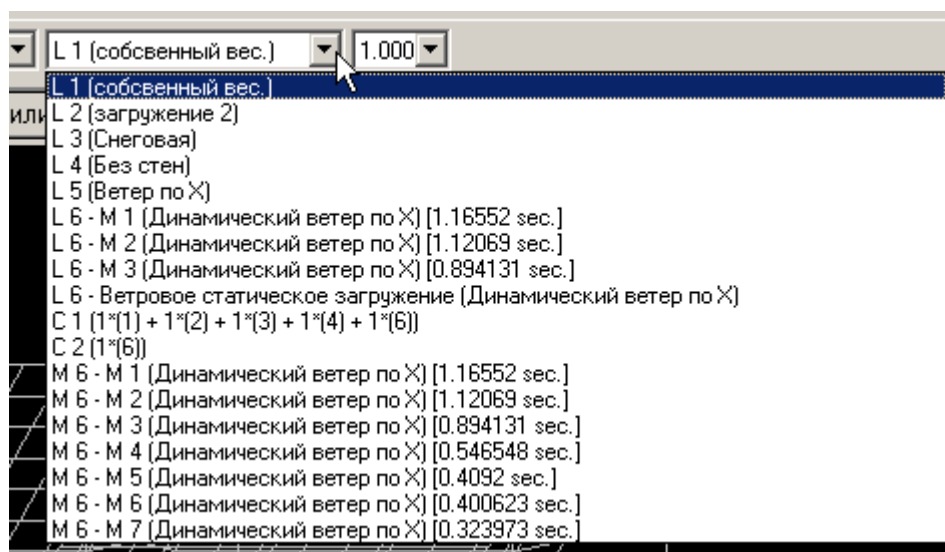 L 1 (собсвенный вес.) 1.000
L 1 (собсвенный вес.)
или
L 2 (загружение 2)
L 3 (Снеговая)
L 4 (Без стен)
L 5 (Ветер по X)
L 6 - M 1 (Динамический ветер по X) [1.16552 sec.]
L 6 - M 2 (Динамический ветер по X) [1.12069 sec.]
L 6 - M 3 (Динамический ветер по X) [0.894131 sec.]
L 6 - Ветровое статическое загружение (Динамический ветер по X)
C 1 (1*(1) + 1*(2) + 1*(3) + 1*(4) + 1*(6))
C 2 (1*(6))
M 6 - M 1 (Динамический ветер по X) [1.16552 sec.]
M 6 - M 2 (Динамический ветер по X) [1.12069 sec.]
M 6 - M 3 (Динамический ветер по X) [0.894131 sec.]
M 6 - M 4 (Динамический ветер по X) [0.546548 sec.]
M 6 - M 5 (Динамический ветер по X) [0.4092 sec.]
M 6 - M 6 (Динамический ветер по X) [0.400623 sec.]
M 6 - M 7 (Динамический ветер по X) [0.323973 sec.]